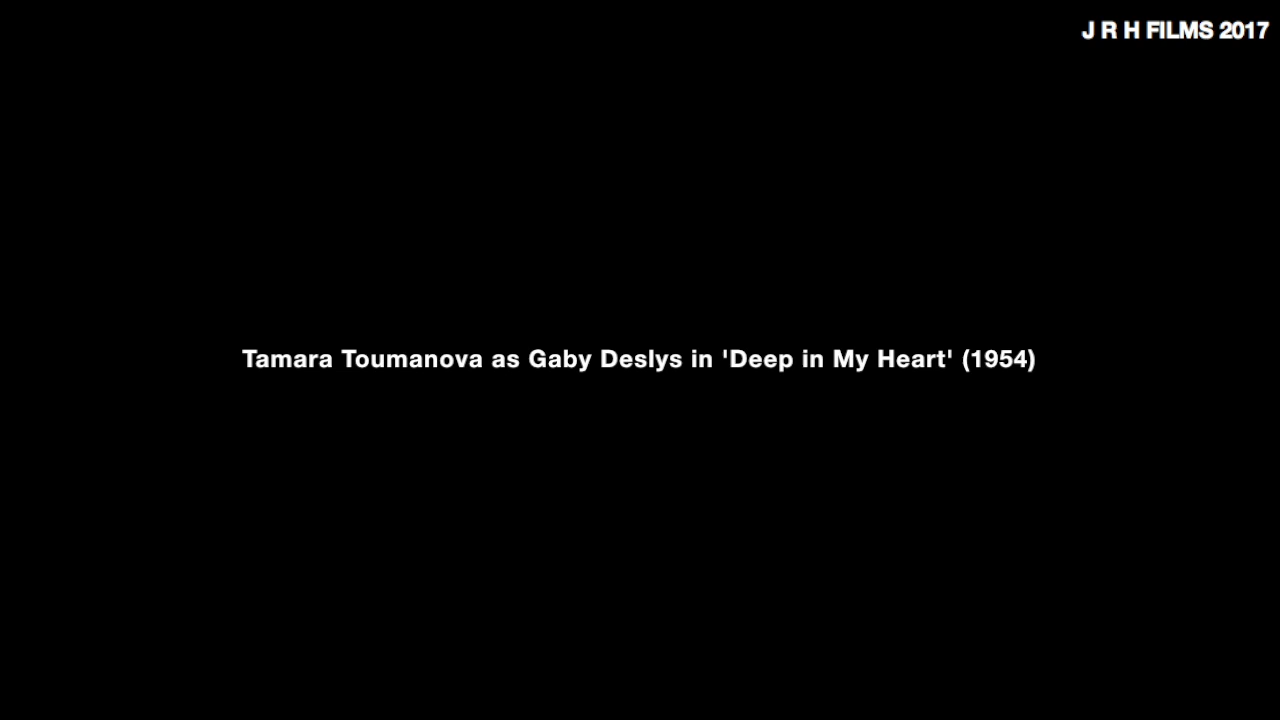 J R H FILMS 2017
Tamara Toumanova as Gaby Deslys in 'Deep in My Heart' (1954)